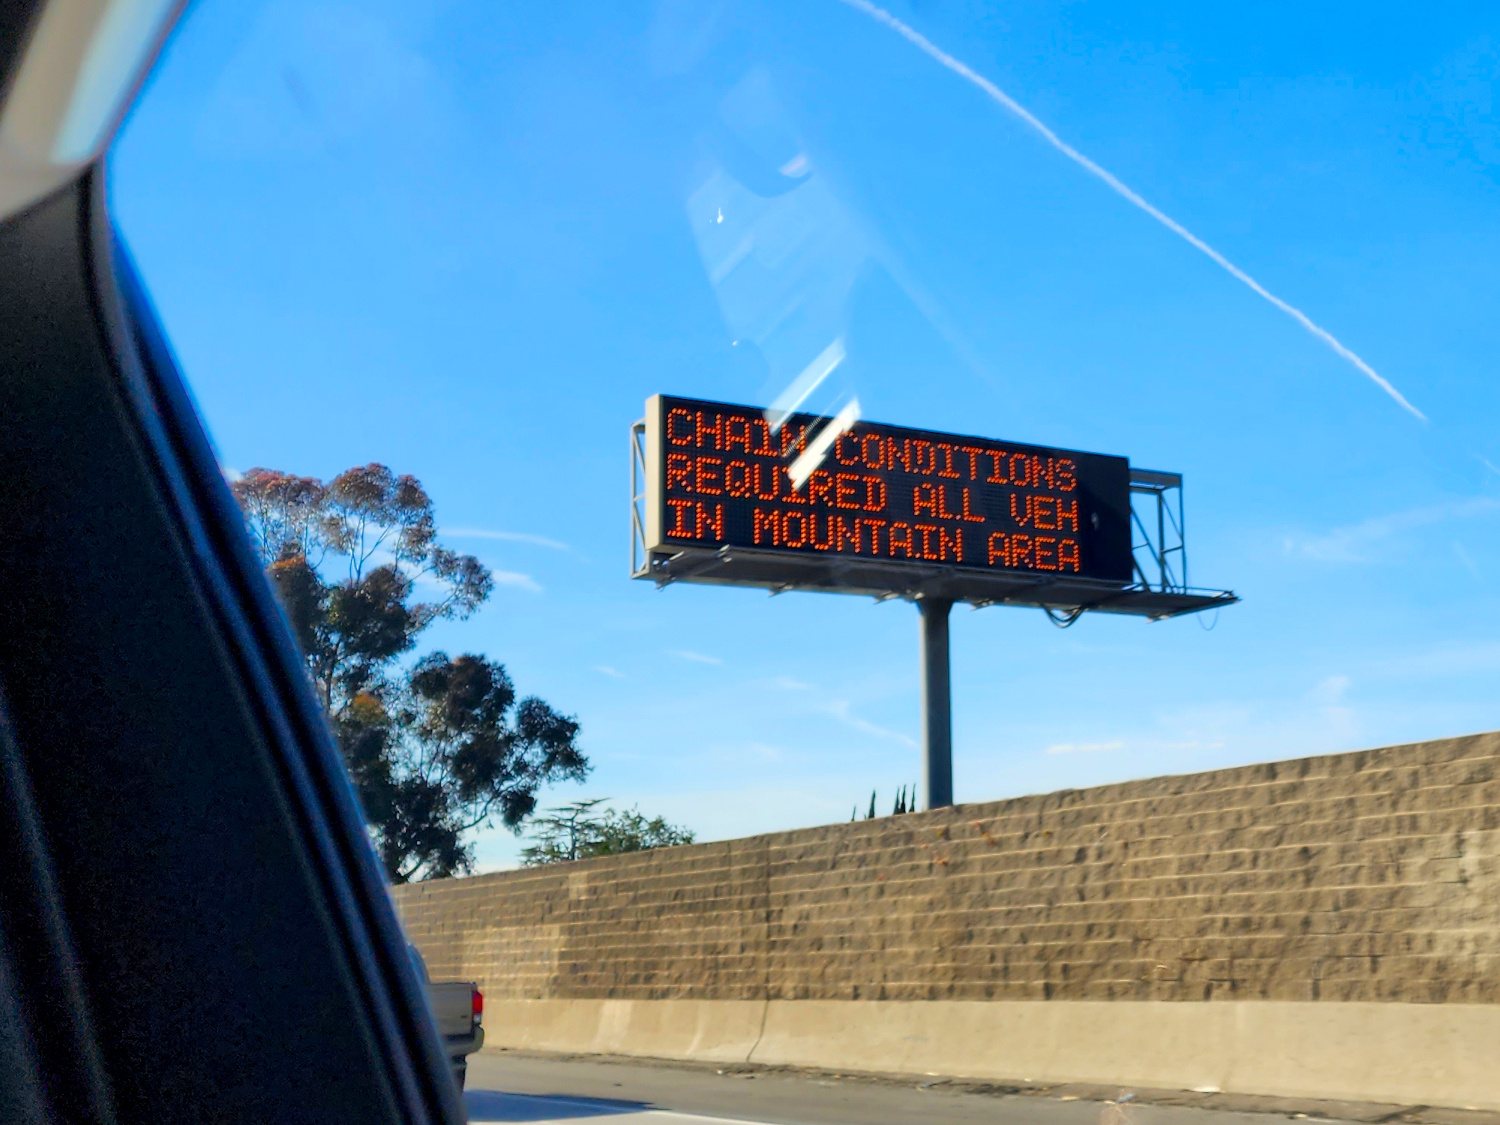 CHAIN CONDITIONS
REQUIRED ALL VEH
IN MOUNTAIN AREA